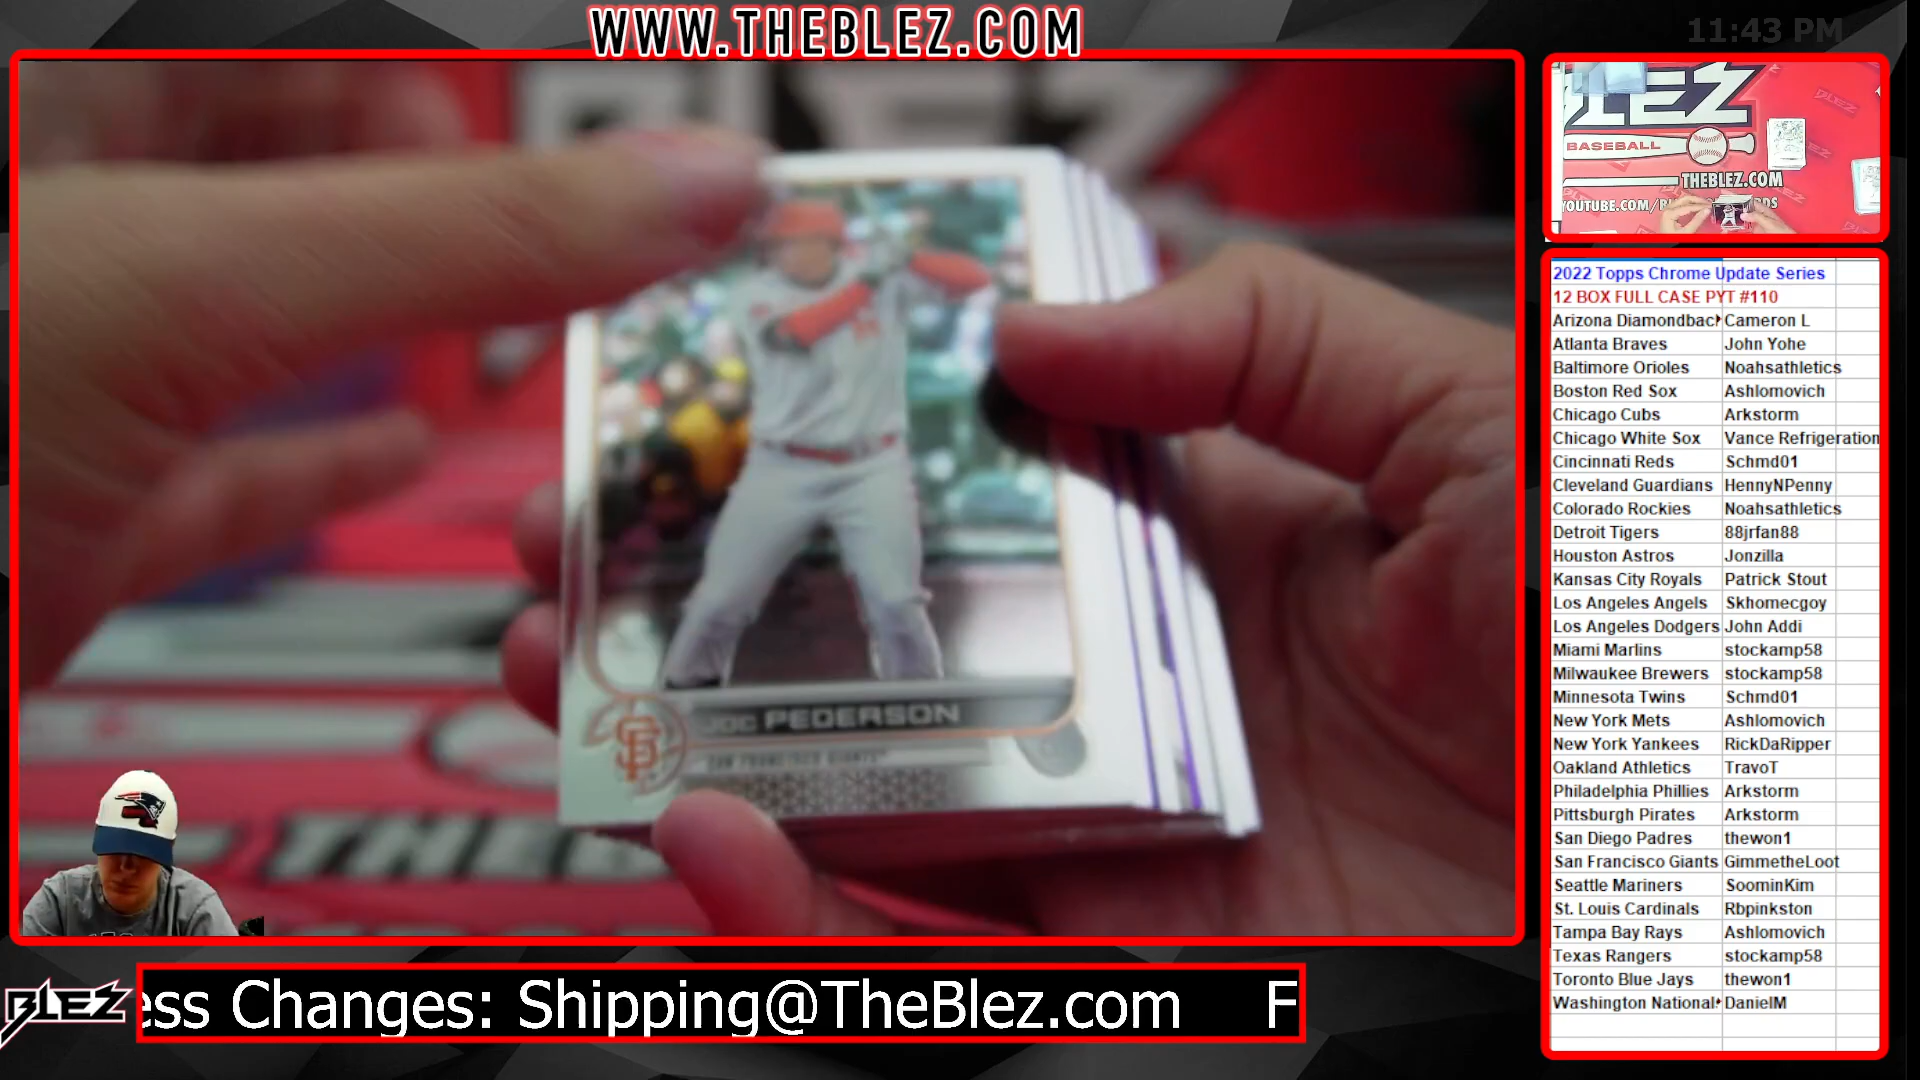 WWW.THEBLEZ.COM
11:43 PM
BLEZ
BASEBALL
THEBLEZ.COM
JOC PEDERSON
SAN FRANCISCO GIANTS
SF
2022 Topps Chrome Update Series
12 BOX FULL CASE PYT #110
Arizona Diamondbac Cameron L
Atlanta Braves John Yohe
Baltimore Orioles Noahsathletics
Boston Red Sox Ashlomovich
Chicago Cubs Arkstorm
Chicago White Sox Vance Refrigeration
Cincinnati Reds Schmd01
Cleveland Guardians HennyNPenny
Colorado Rockies Noahsathletics
Detroit Tigers 88jrfan88
Houston Astros Jonzilla
Kansas City Royals Patrick Stout
Los Angeles Angels Skhomecgoy
Los Angeles Dodgers John Addi
Miami Marlins stockamp58
Milwaukee Brewers stockamp58
Minnesota Twins Schmd01
New York Mets Ashlomovich
New York Yankees RickDaRipper
Oakland Athletics TravoT
Philadelphia Phillies Arkstorm
Pittsburgh Pirates Arkstorm
San Diego Padres thewon1
San Francisco Giants GimmetheLoot
Seattle Mariners SoominKim
St. Louis Cardinals Rbpinkston
Tampa Bay Rays Ashlomovich
Texas Rangers stockamp58
Toronto Blue Jays thewon1
Washington National DanielM
BLEZ
ess Changes: Shipping@TheBlez.com F